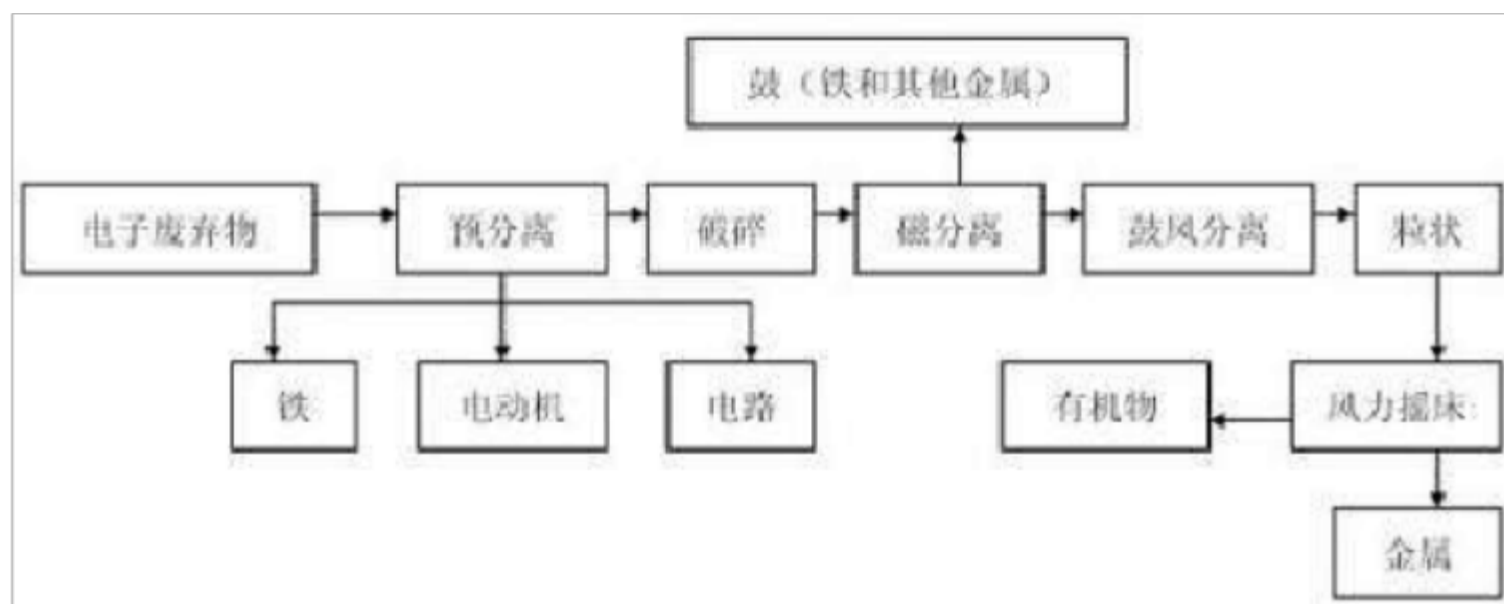 鼓（铁和其他金属）
电子废弃物
预分离
破碎
磁分离
鼓风分离
粒状
铁
电动机
电路
有机物
风力摇床
金属